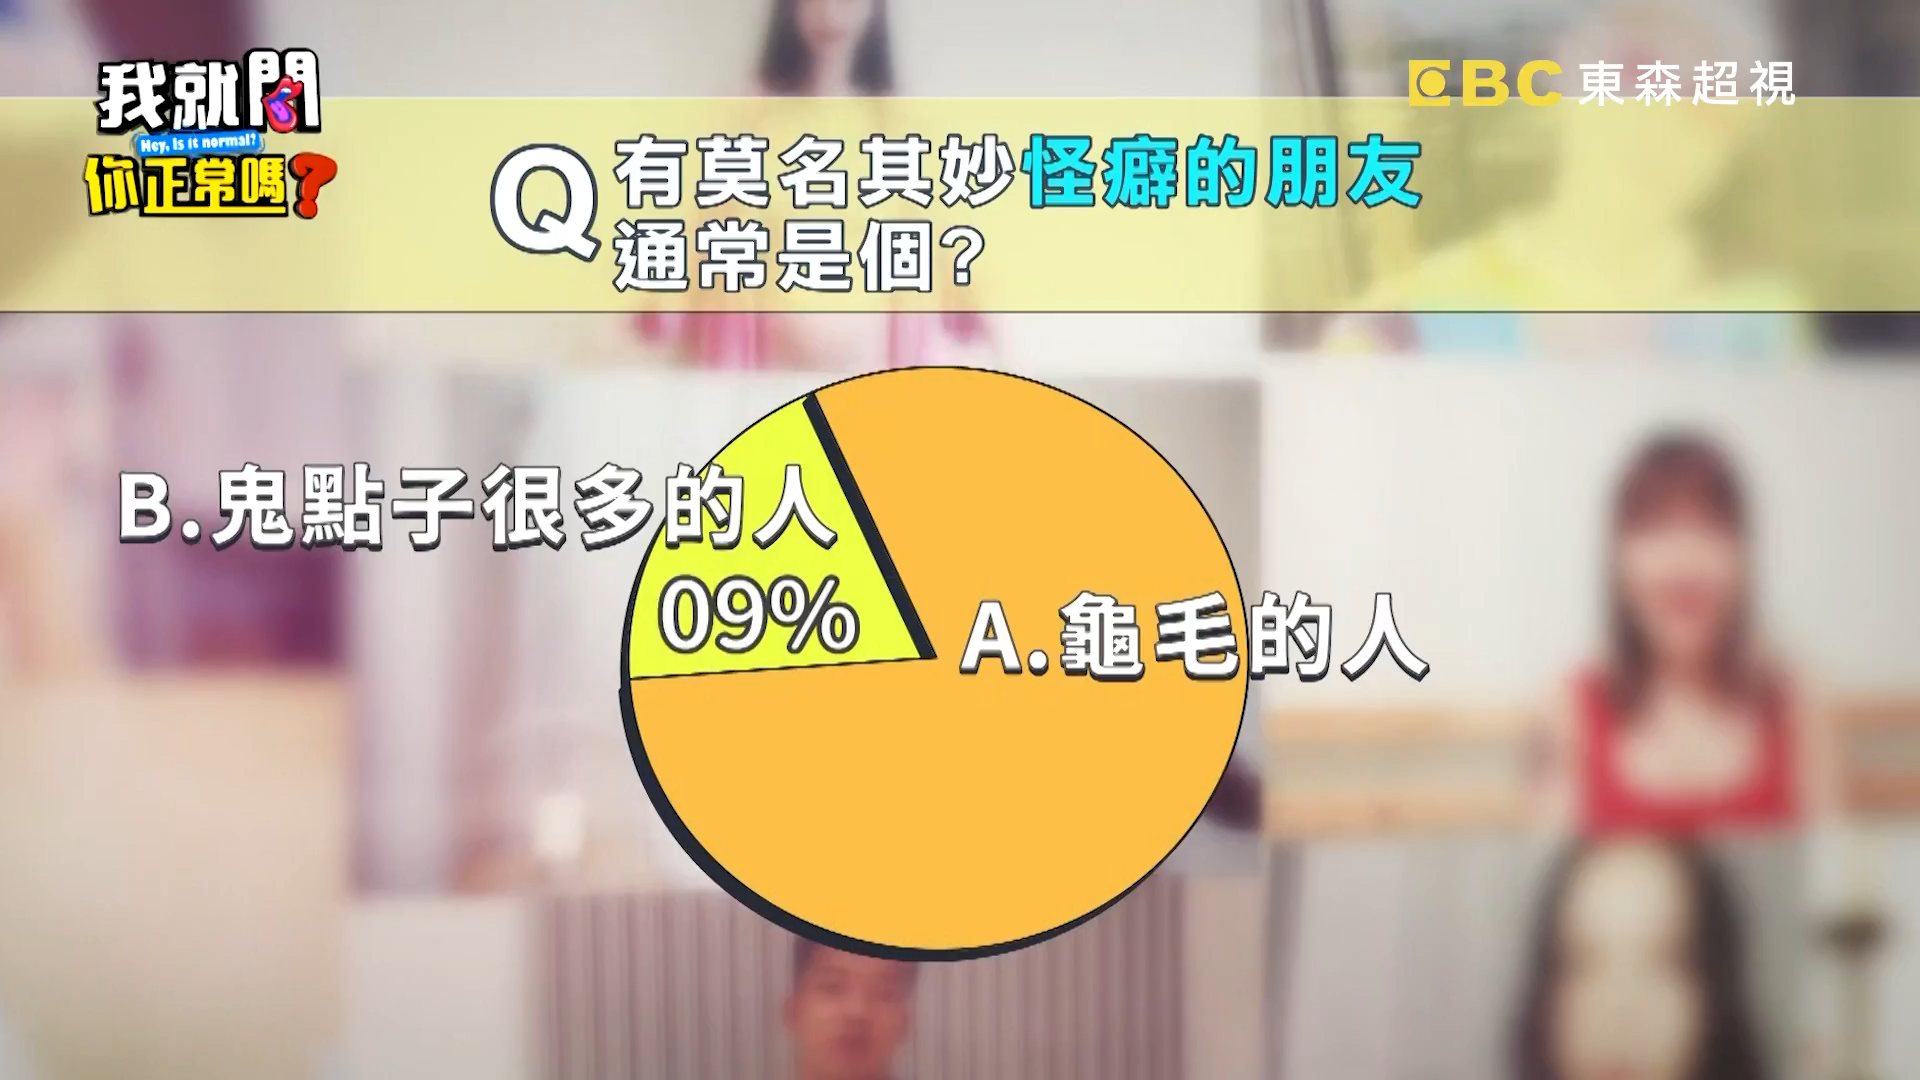 我就問
Hey, is it normal?
你正常嗎?
EBC 東森超視
Q 有莫名其妙怪癖的朋友
通常是個?
B.鬼點子很多的人
09%
A.龜毛的人